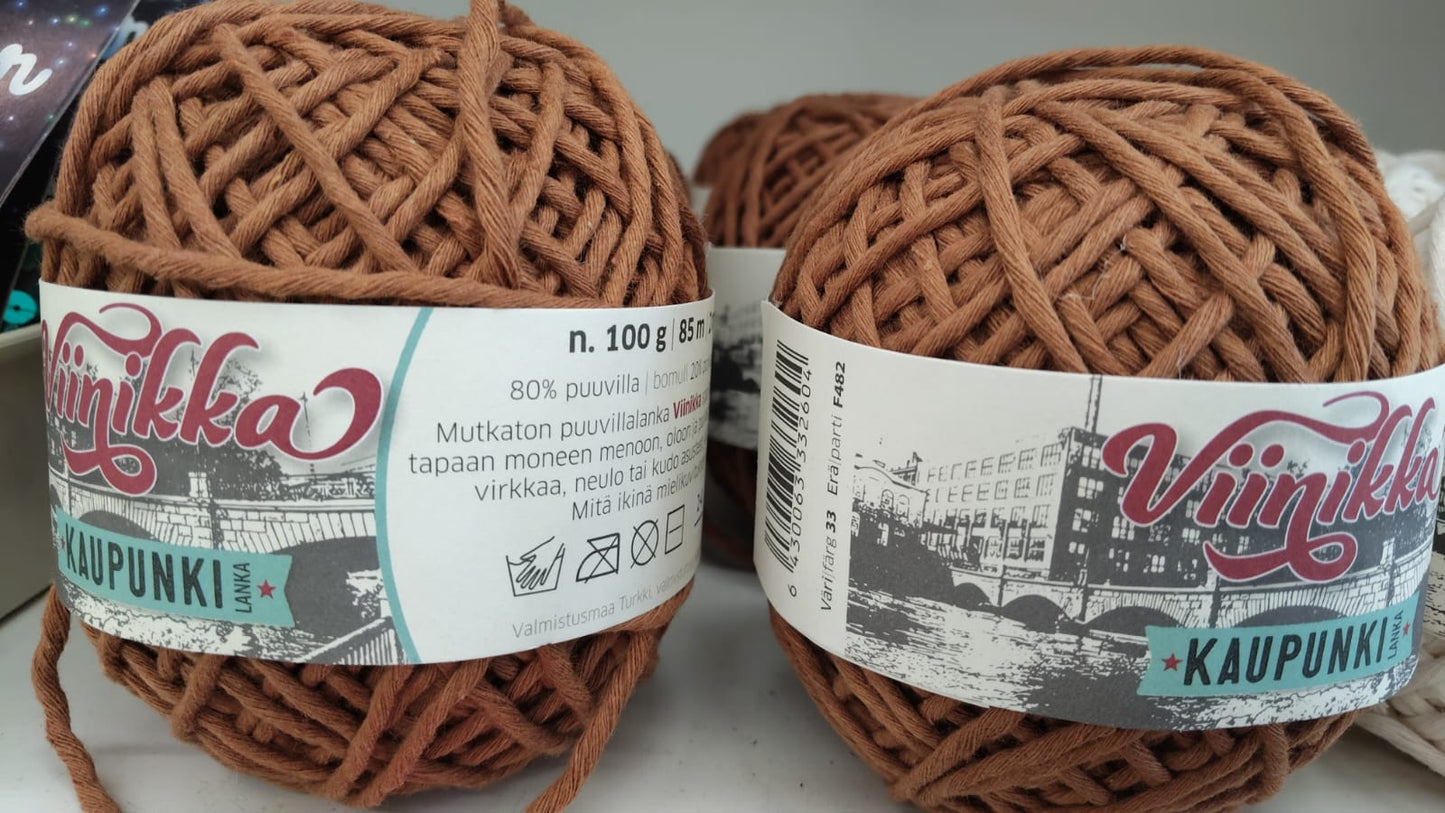 Viinikka
KAUPUNKI
LANKA
n. 100 g | 85 m
80% puuvilla | bomull 20%
Mutkaton puuvillalanka Viinikka
tapaan moneen menoon, oloon ja
virkkaa, neulo tai kudo
Mitä ikinä
Valmistusmaa Turkki,
6 430063 332604
Väri|färg 33 Erä|parti F482
Viinikka
KAUPUNKI
LANKA